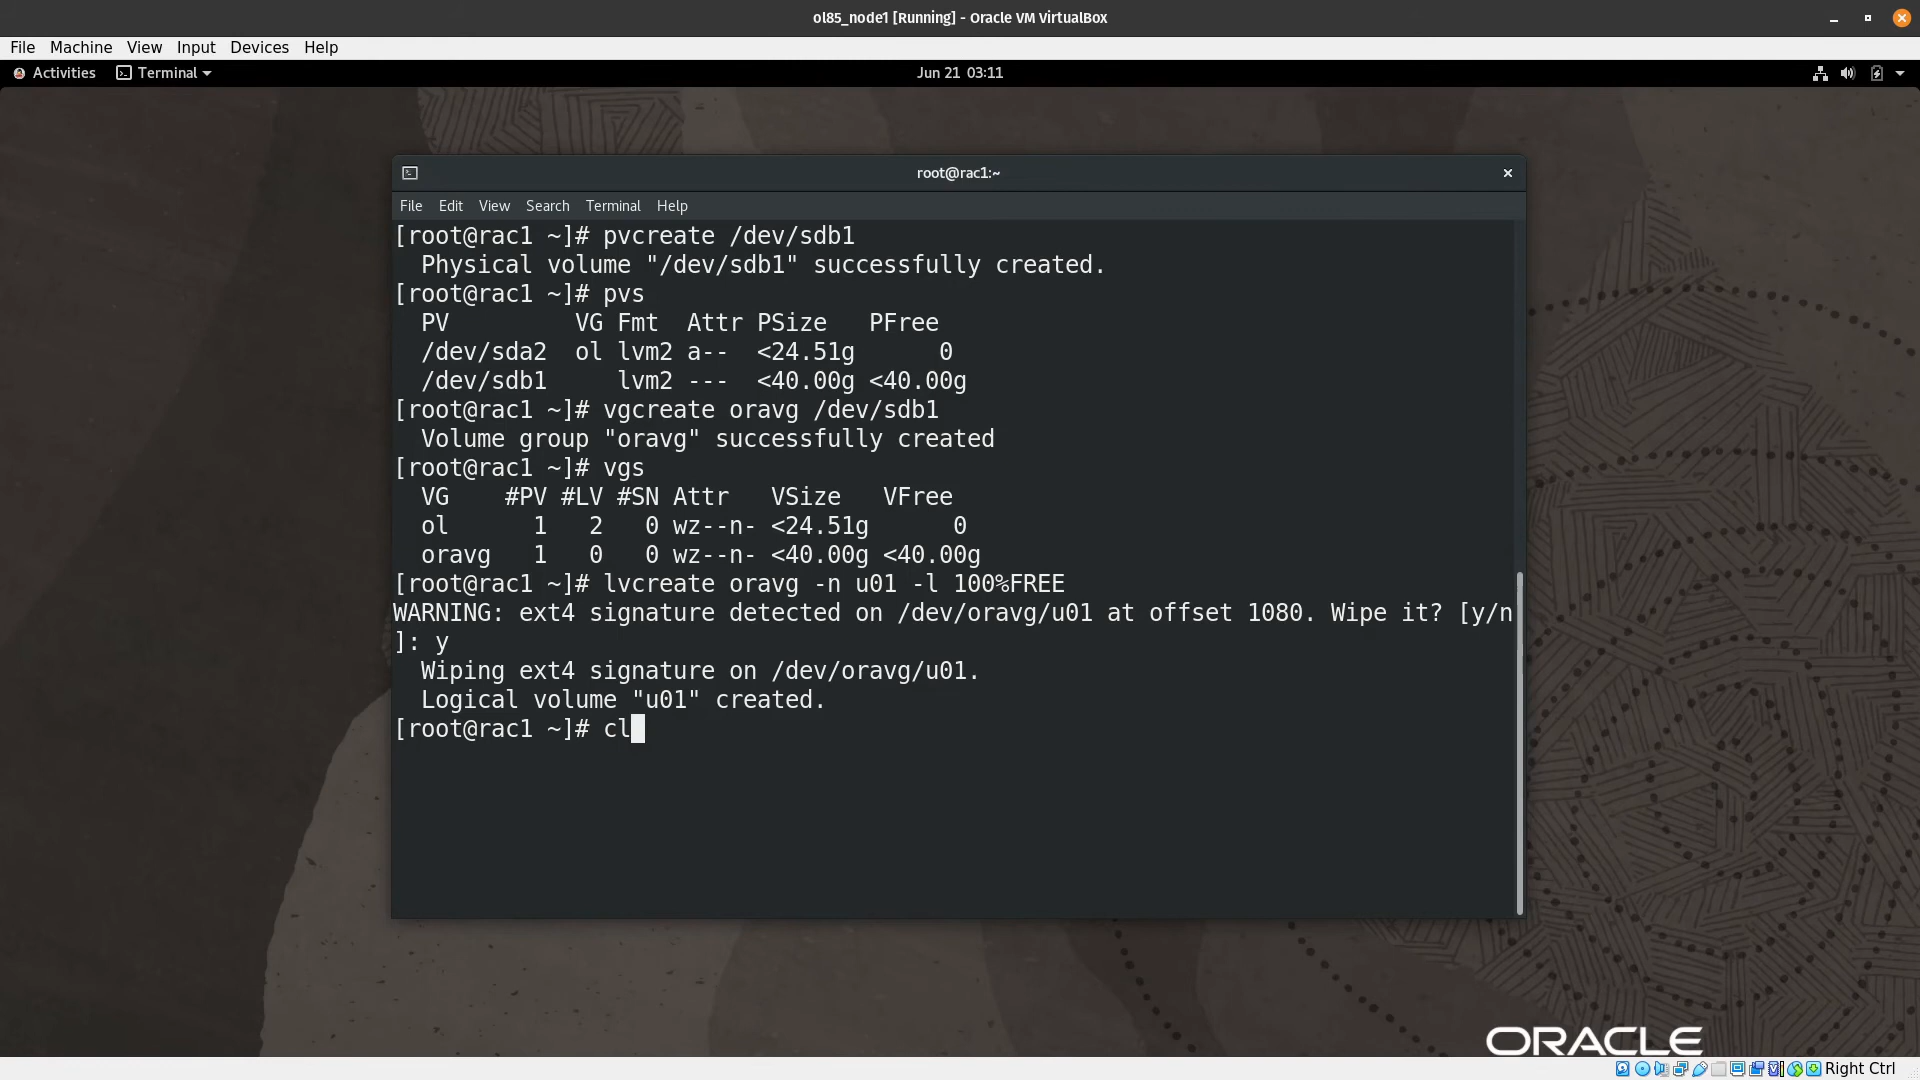 ol85_node1 [Running] - Oracle VM VirtualBox
File Machine View Input Devices Help
Activities Terminal Jun 21 03:11
root@rac1:~
File Edit View Search Terminal Help
[root@rac1 ~]# pvcreate /dev/sdb1
  Physical volume "/dev/sdb1" successfully created.
[root@rac1 ~]# pvs
  PV         VG Fmt  Attr PSize   PFree
  /dev/sda2  ol lvm2 a--  <24.51g      0
  /dev/sdb1     lvm2 ---  <40.00g <40.00g
[root@rac1 ~]# vgcreate oravg /dev/sdb1
  Volume group "oravg" successfully created
[root@rac1 ~]# vgs
  VG    #PV #LV #SN Attr   VSize   VFree
  ol      1   2   0 wz--n- <24.51g      0
  oravg   1   0   0 wz--n- <40.00g <40.00g
[root@rac1 ~]# lvcreate oravg -n u01 -l 100%FREE
WARNING: ext4 signature detected on /dev/oravg/u01 at offset 1080. Wipe it? [y/n
]: y
  Wiping ext4 signature on /dev/oravg/u01.
  Logical volume "u01" created.
[root@rac1 ~]# cl
ORACLE
Right Ctrl